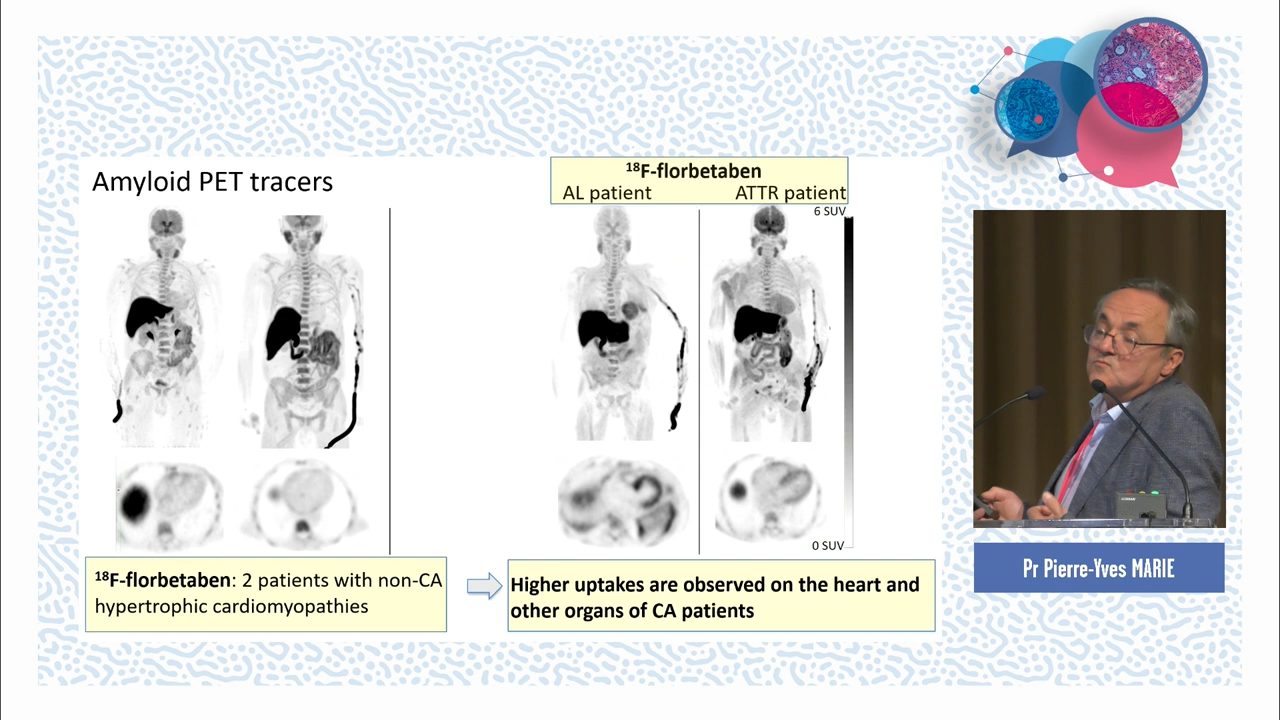 Amyloid PET tracers
¹⁸F-florbetaben
AL patient ATTR patient
6 SUV
0 SUV
¹⁸F-florbetaben: 2 patients with non-CA
hypertrophic cardiomyopathies
Higher uptakes are observed on the heart and
other organs of CA patients
Pr Pierre-Yves MARIE